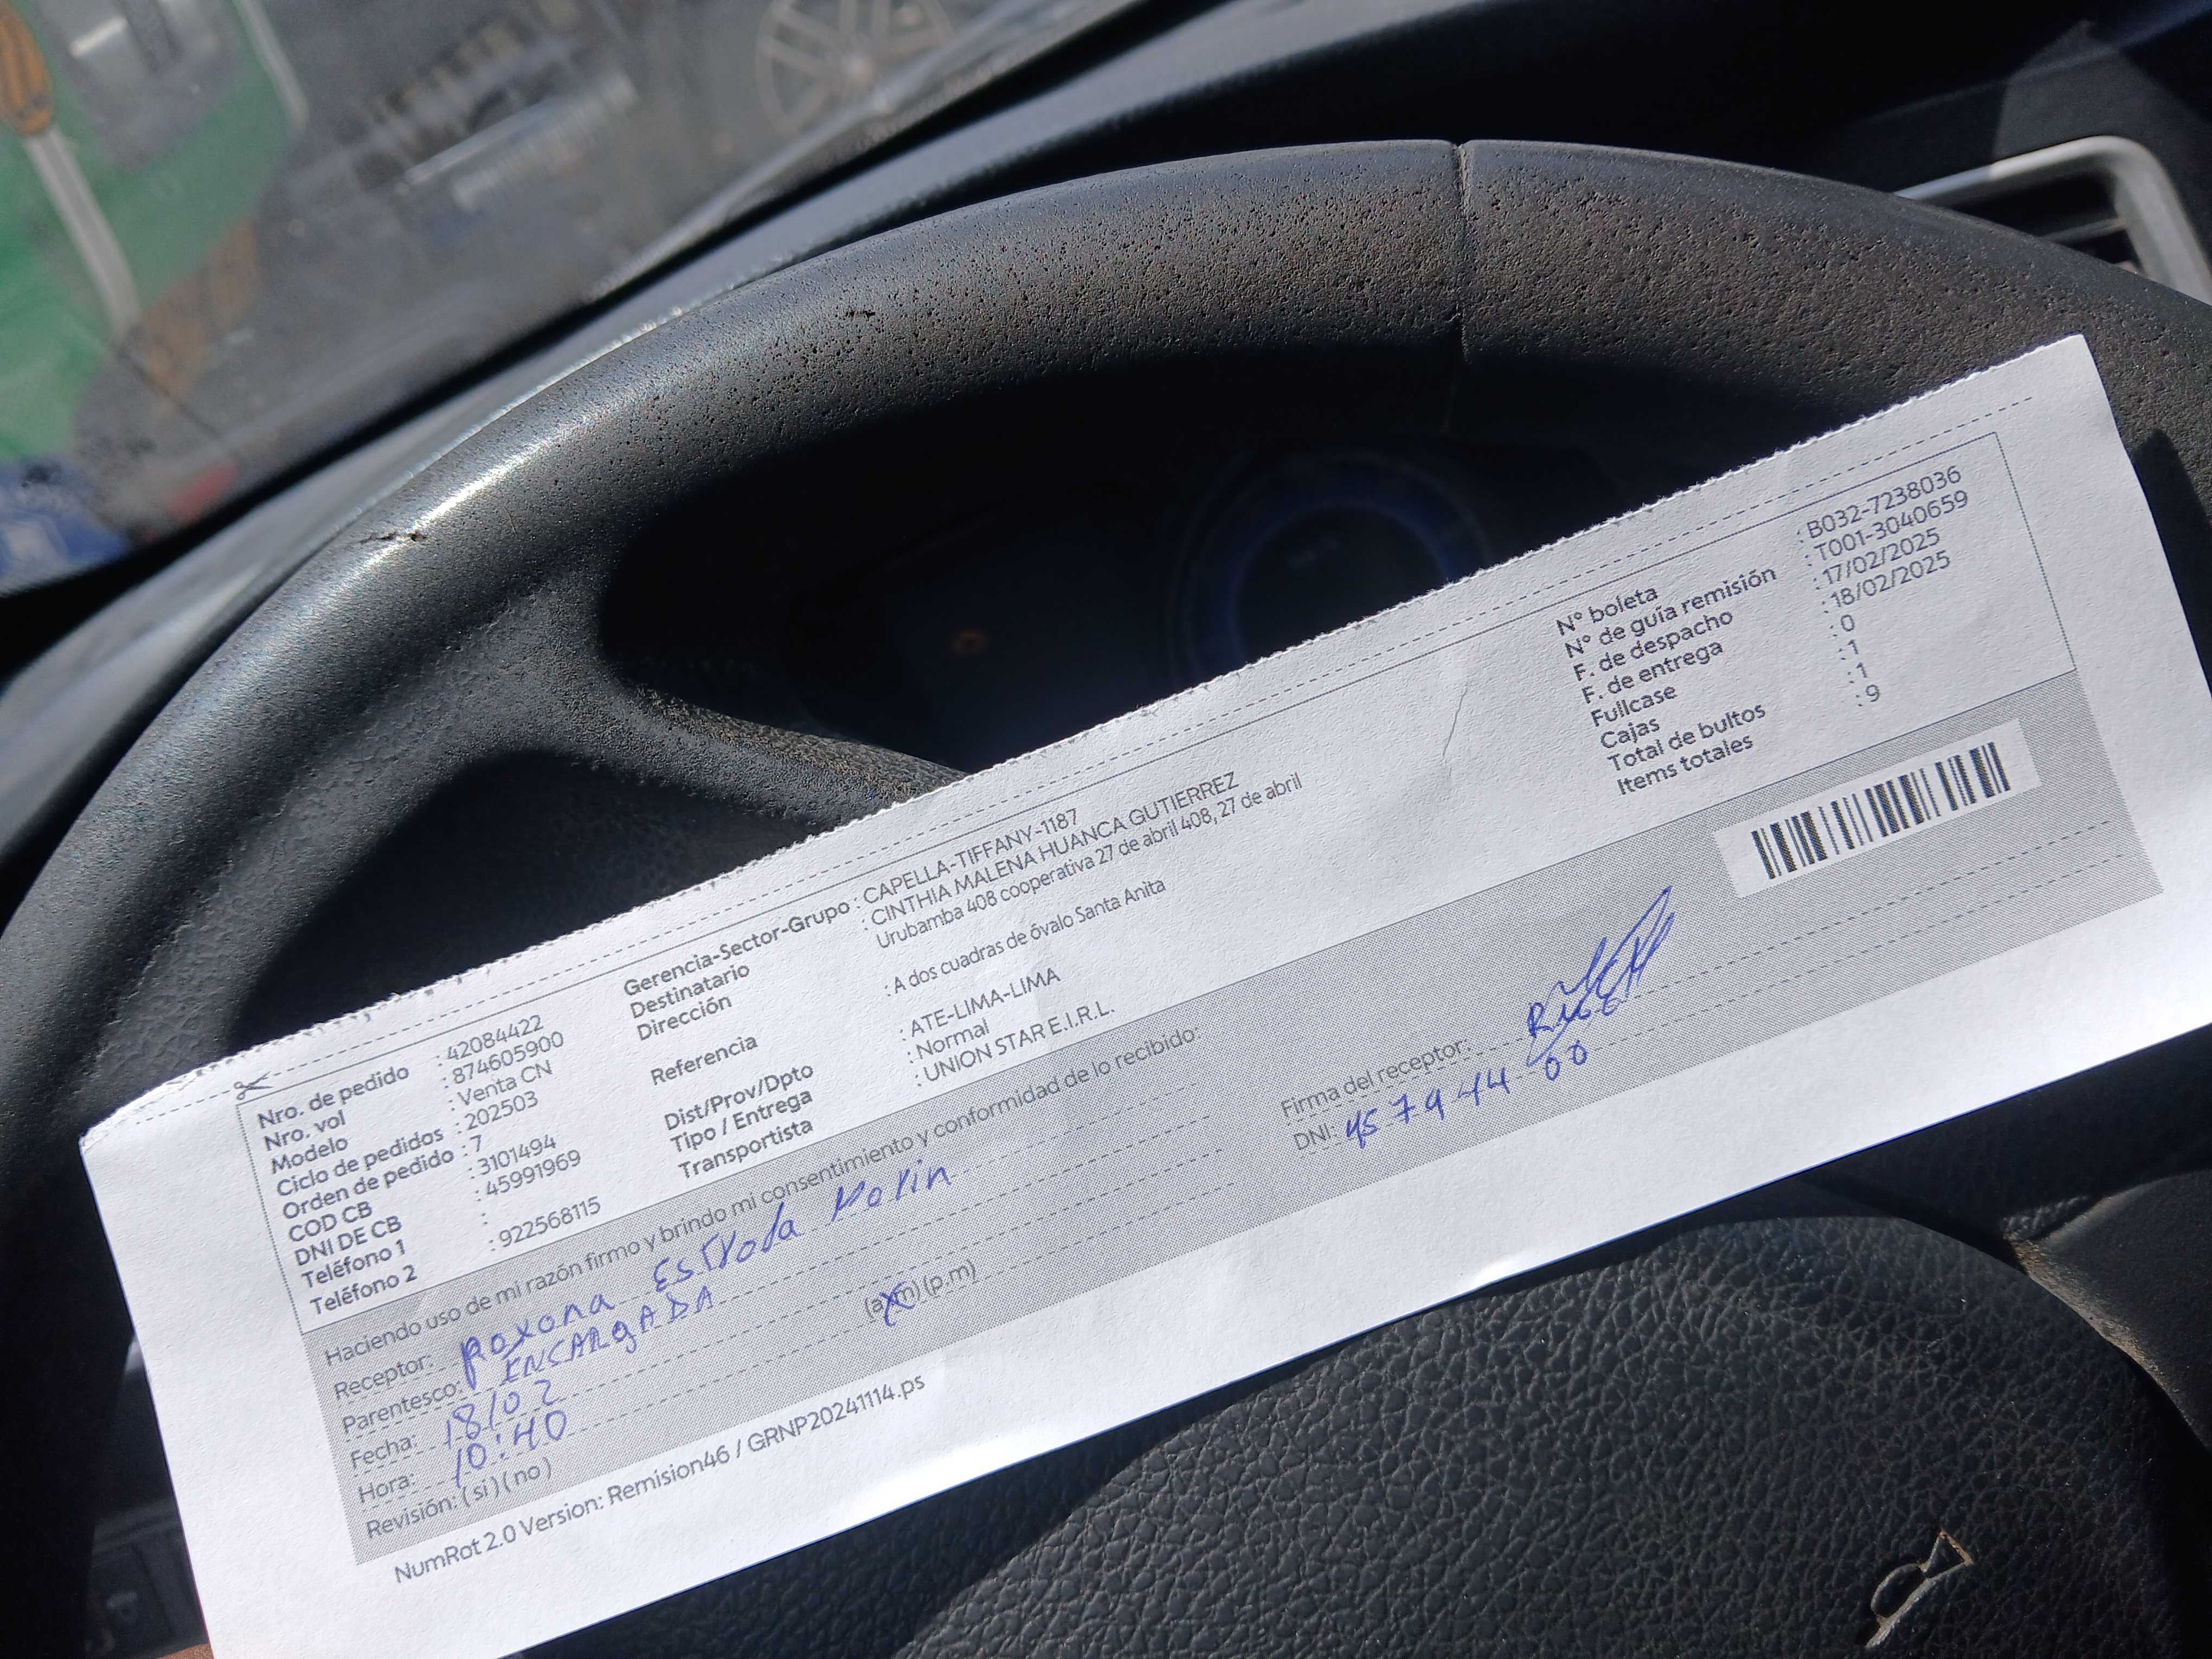 Nro. de pedido : 42084422
Nro. vol : 874605900
Modelo : Venta CN
Ciclo de pedidos : 202503
Orden de pedido : 7
COD CB : 3101494
DNI DE CB : 45991969
Teléfono 1 :
Teléfono 2 : 922568115
Gerencia-Sector-Grupo : CAPELLA-TIFFANY-1187
Destinatario : CINTHIA MALENA HUANCA GUTIERREZ
Dirección Urubamba 408 cooperativa 27 de abril 408, 27 de abril
Referencia : A dos cuadras de óvalo Santa Anita
Dist/Prov/Dpto : ATE-LIMA-LIMA
Tipo / Entrega : Normal
Transportista : UNION STAR E.I.R.L.
N° boleta : B032-7238036
N° de guía remisión : T001-3040659
F. de despacho : 17/02/2025
F. de entrega : 18/02/2025
Fullcase : 0
Cajas : 1
Total de bultos : 1
Items totales : 9
Haciendo uso de mi razón firmo y brindo mi consentimiento y conformidad de lo recibido:
Receptor: Roxana Estrada
Parentesco: ENCARgADA
Fecha: 18/02
Hora: 10:40 (a.m) (p.m)
Revisión: ( si ) ( no )
Firma del receptor:
DNI: 45794400
NumRot 2.0 Version: Remision46 / GRNP20241114.ps